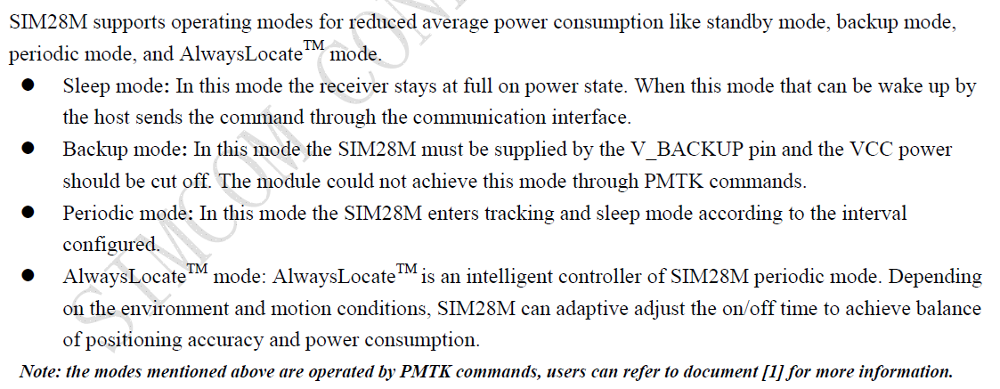 SIM28M supports operating modes for reduced average power consumption like standby mode, backup mode,
periodic mode, and AlwaysLocate™ mode.
● Sleep mode: In this mode the receiver stays at full on power state. When this mode that can be wake up by
the host sends the command through the communication interface.
● Backup mode: In this mode the SIM28M must be supplied by the V_BACKUP pin and the VCC power
should be cut off. The module could not achieve this mode through PMTK commands.
● Periodic mode: In this mode the SIM28M enters tracking and sleep mode according to the interval
configured.
● AlwaysLocate™ mode: AlwaysLocate™ is an intelligent controller of SIM28M periodic mode. Depending
on the environment and motion conditions, SIM28M can adaptive adjust the on/off time to achieve balance
of positioning accuracy and power consumption.
Note: the modes mentioned above are operated by PMTK commands, users can refer to document [1] for more information.
SIMCOM